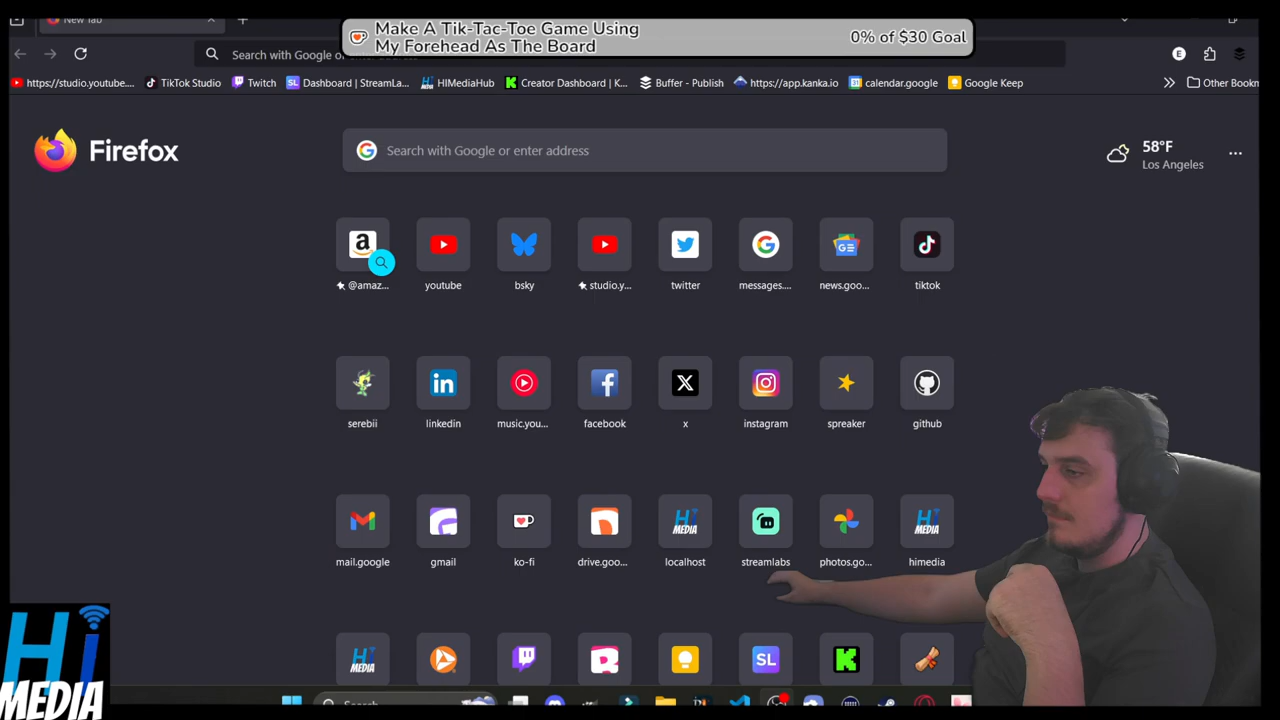 New Tab
Make A Tik-Tac-Toe Game Using
My Forehead As The Board
0% of $30 Goal
Search with Google or enter address
E
https://studio.youtube....
TikTok Studio
Twitch
SL
Dashboard | StreamLa...
HIMediaHub
Creator Dashboard | K...
Buffer - Publish
https://app.kanka.io
calendar.google
Google Keep
Other Bookm
Firefox
Search with Google or enter address
58°F
Los Angeles
@amaz...
youtube
bsky
studio.y...
twitter
messages....
news.goo...
tiktok
serebii
linkedin
music.you...
facebook
x
instagram
spreaker
github
mail.google
gmail
ko-fi
drive.goo...
localhost
streamlabs
photos.go...
himedia
Hi
MEDIA
SL
Search